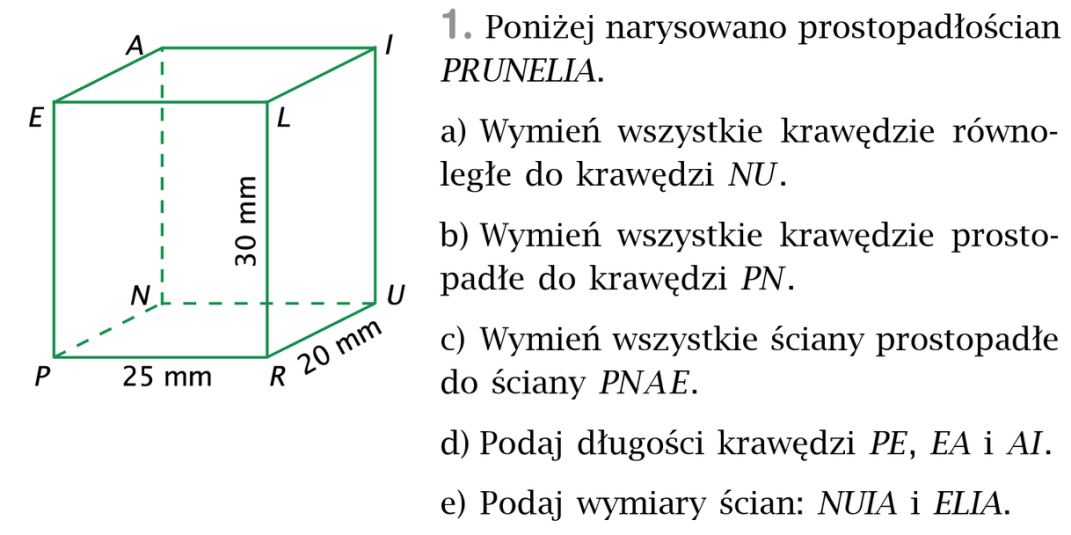 1. Poniżej narysowano prostopadłościan
PRUNELIA.
a) Wymień wszystkie krawędzie równo-
ległe do krawędzi NU.
b) Wymień wszystkie krawędzie prosto-
padłe do krawędzi PN.
c) Wymień wszystkie ściany prostopadłe
do ściany PNAE.
d) Podaj długości krawędzi PE, EA i AI.
e) Podaj wymiary ścian: NUIA i ELIA.
A
I
E
L
30 mm
N
U
20 mm
P
25 mm
R